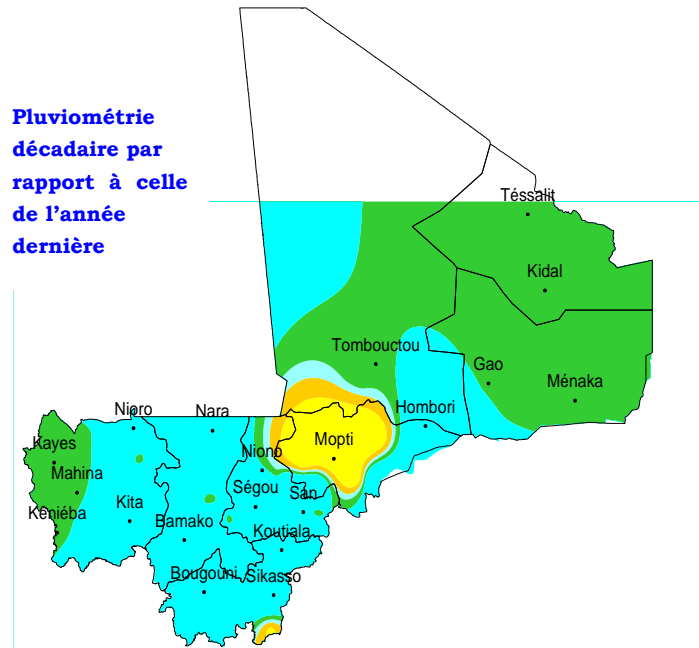 Pluviométrie
décadaire par
rapport à celle
de l'année
dernière
Téssalit
Kidal
Tombouctou
Gao
Ménaka
Hombori
Nioro
Nara
Mopti
Kayes
Niono
Mahina
Ségou
San
Kita
Kéniéba
Bamako
Koutiala
Bougouni
Sikasso